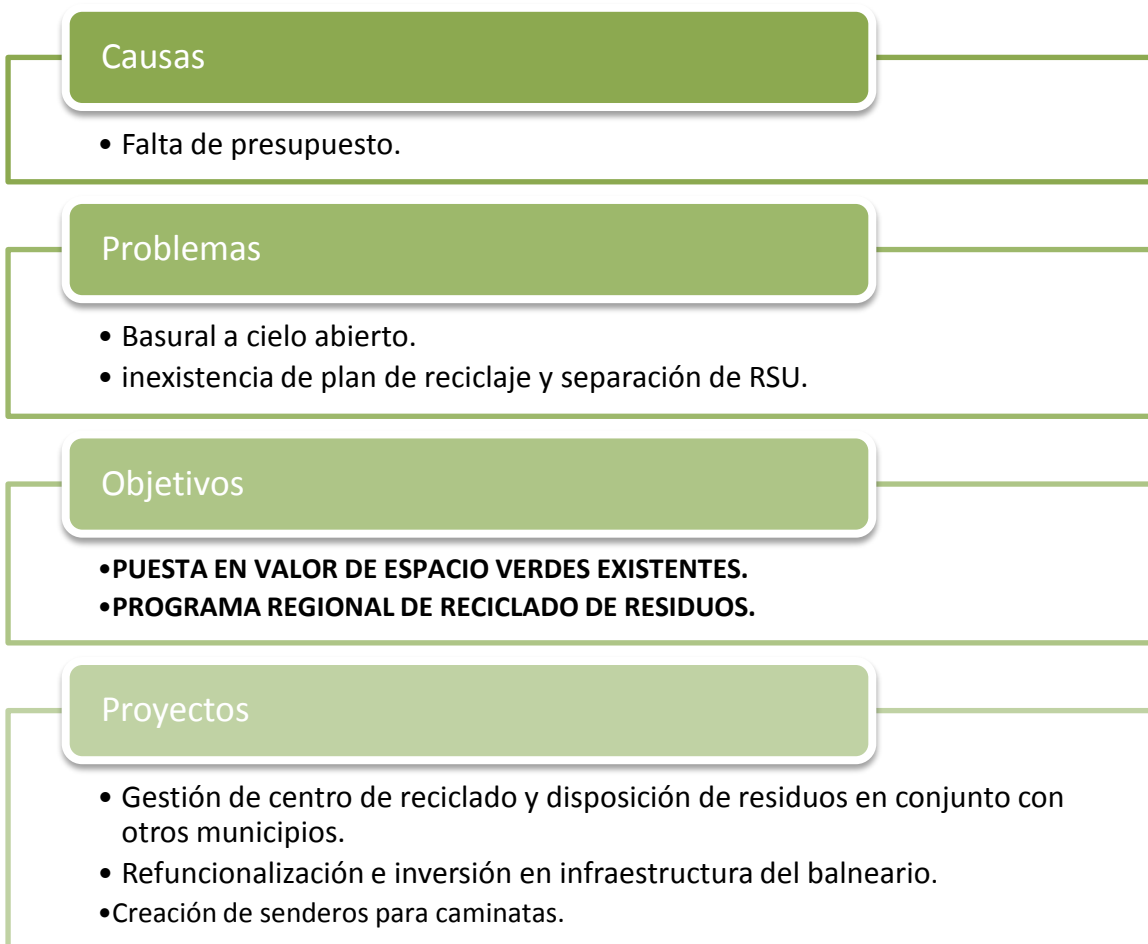 Causas
• Falta de presupuesto.
Problemas
• Basural a cielo abierto.
• inexistencia de plan de reciclaje y separación de RSU.
Objetivos
•PUESTA EN VALOR DE ESPACIO VERDES EXISTENTES.
•PROGRAMA REGIONAL DE RECICLADO DE RESIDUOS.
Proyectos
• Gestión de centro de reciclado y disposición de residuos en conjunto con
otros municipios.
• Refuncionalización e inversión en infraestructura del balneario.
•Creación de senderos para caminatas.